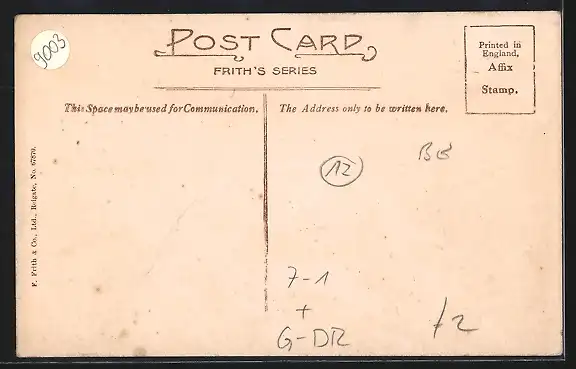 9003
POST CARD
FRITH'S SERIES
Printed in
England,
Affix
Stamp.
This Space may be used for Communication.
The Address only to be written here.
F. Frith & Co., Ltd., Reigate, No. 67870.
12
BB
7-1
+
G-DR
/2